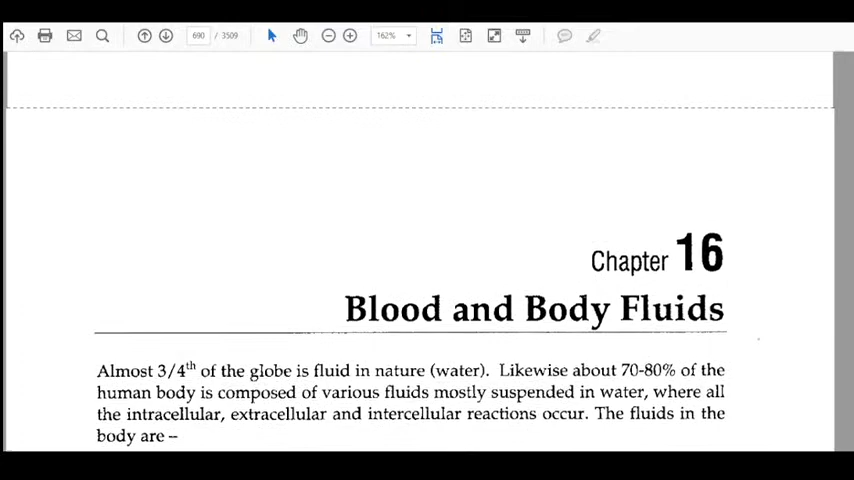 690 / 3509 162%
Chapter 16
Blood and Body Fluids
Almost 3/4th of the globe is fluid in nature (water). Likewise about 70-80% of the
human body is composed of various fluids mostly suspended in water, where all
the intracellular, extracellular and intercellular reactions occur. The fluids in the
body are –